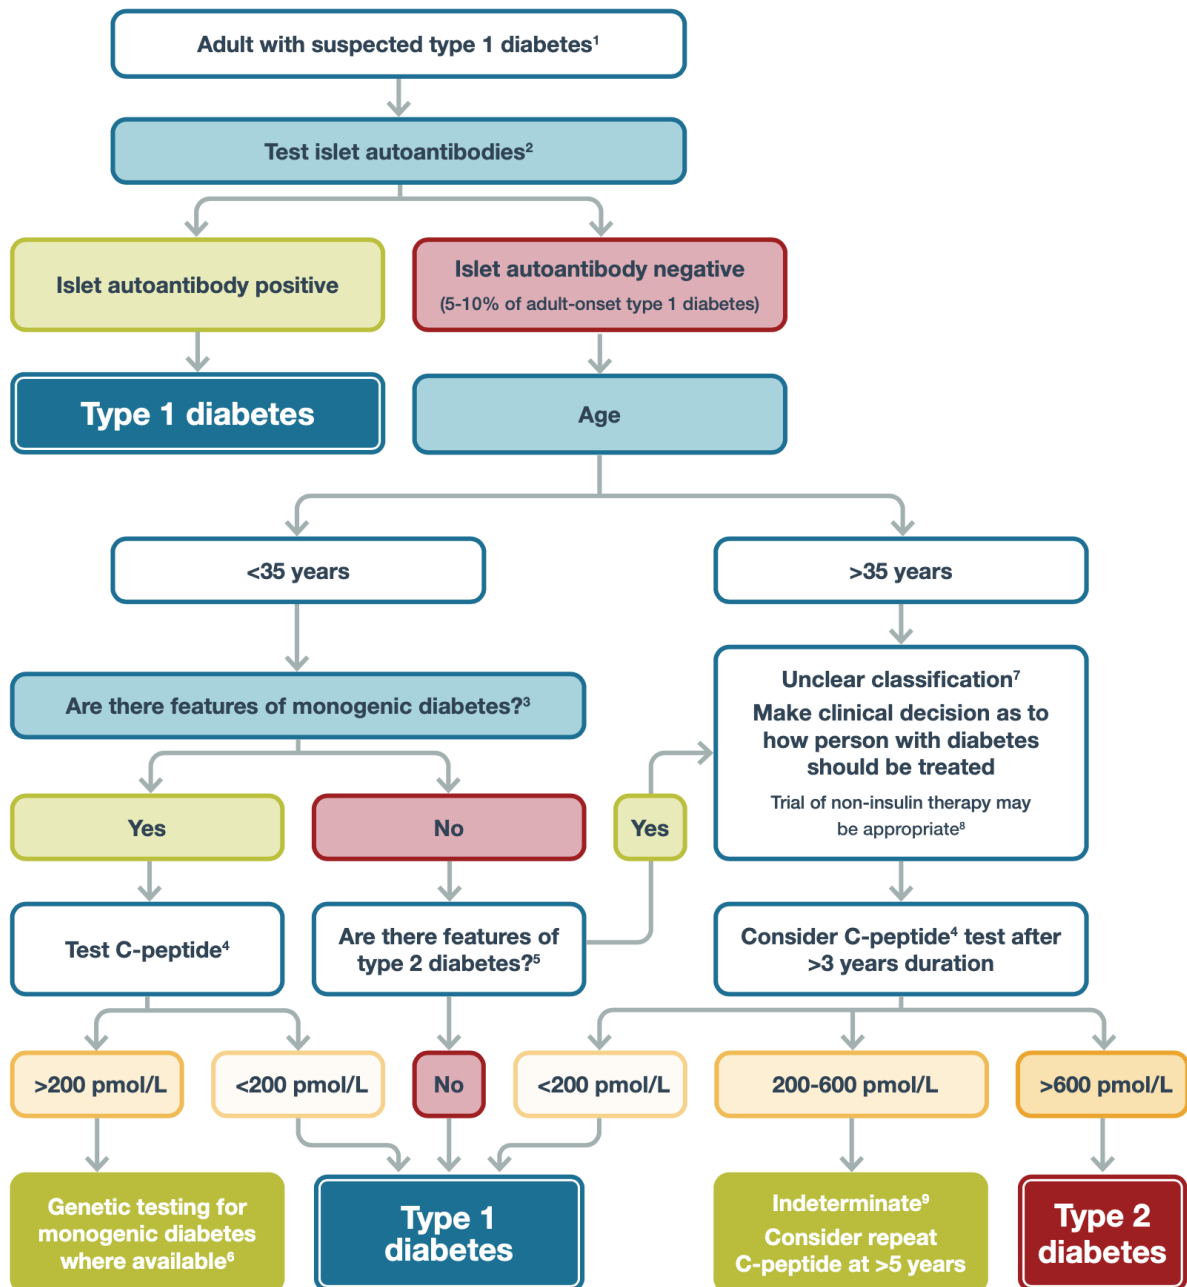 Adult with suspected type 1 diabetes¹
Test islet autoantibodies²
Islet autoantibody positive
Islet autoantibody negative
(5-10% of adult-onset type 1 diabetes)
Type 1 diabetes
Age
<35 years
>35 years
Are there features of monogenic diabetes?³
Unclear classification⁷
Make clinical decision as to
how person with diabetes
should be treated
Trial of non-insulin therapy may
be appropriate⁸
Yes
No
Yes
Test C-peptide⁴
Are there features of
type 2 diabetes?⁵
Consider C-peptide⁴ test after
>3 years duration
>200 pmol/L
<200 pmol/L
No
<200 pmol/L
200-600 pmol/L
>600 pmol/L
Genetic testing for
monogenic diabetes
where available⁶
Type 1
diabetes
Indeterminate⁹
Consider repeat
C-peptide at >5 years
Type 2
diabetes